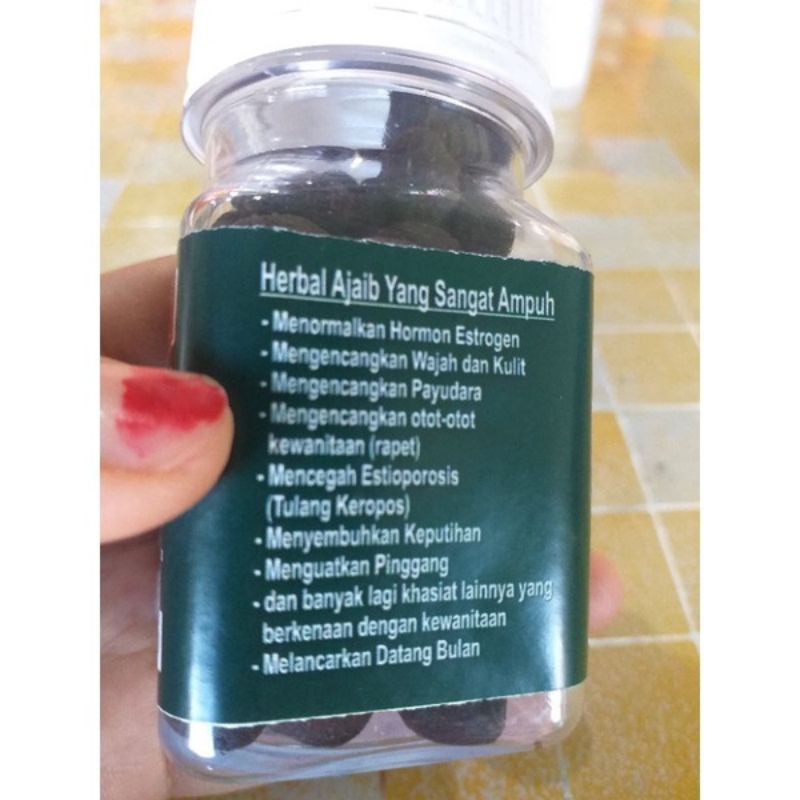 Herbal Ajaib Yang Sangat Ampuh
- Menormalkan Hormon Estrogen
- Mengencangkan Wajah dan Kulit
- Mengencangkan Payudara
- Mengencangkan otot-otot
kewanitaan (rapet)
- Mencegah Estioporosis
(Tulang Keropos)
- Menyembuhkan Keputihan
- Menguatkan Pinggang
- dan banyak lagi khasiat lainnya yang
berkenaan dengan kewanitaan
- Melancarkan Datang Bulan